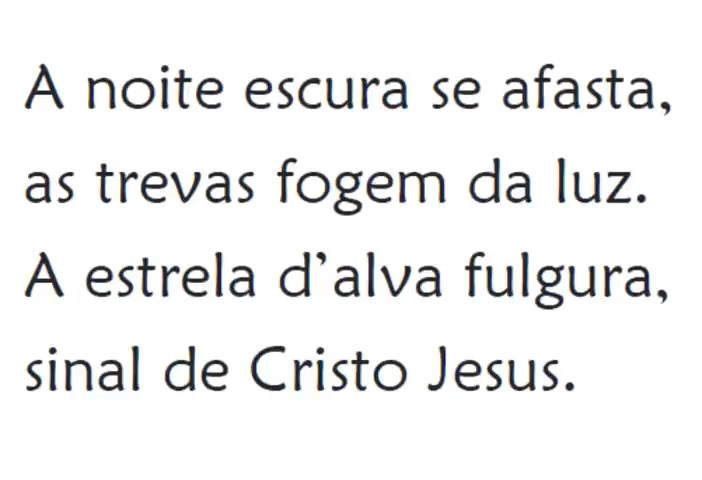 A noite escura se afasta,
as trevas fogem da luz.
A estrela d’alva fulgura,
sinal de Cristo Jesus.